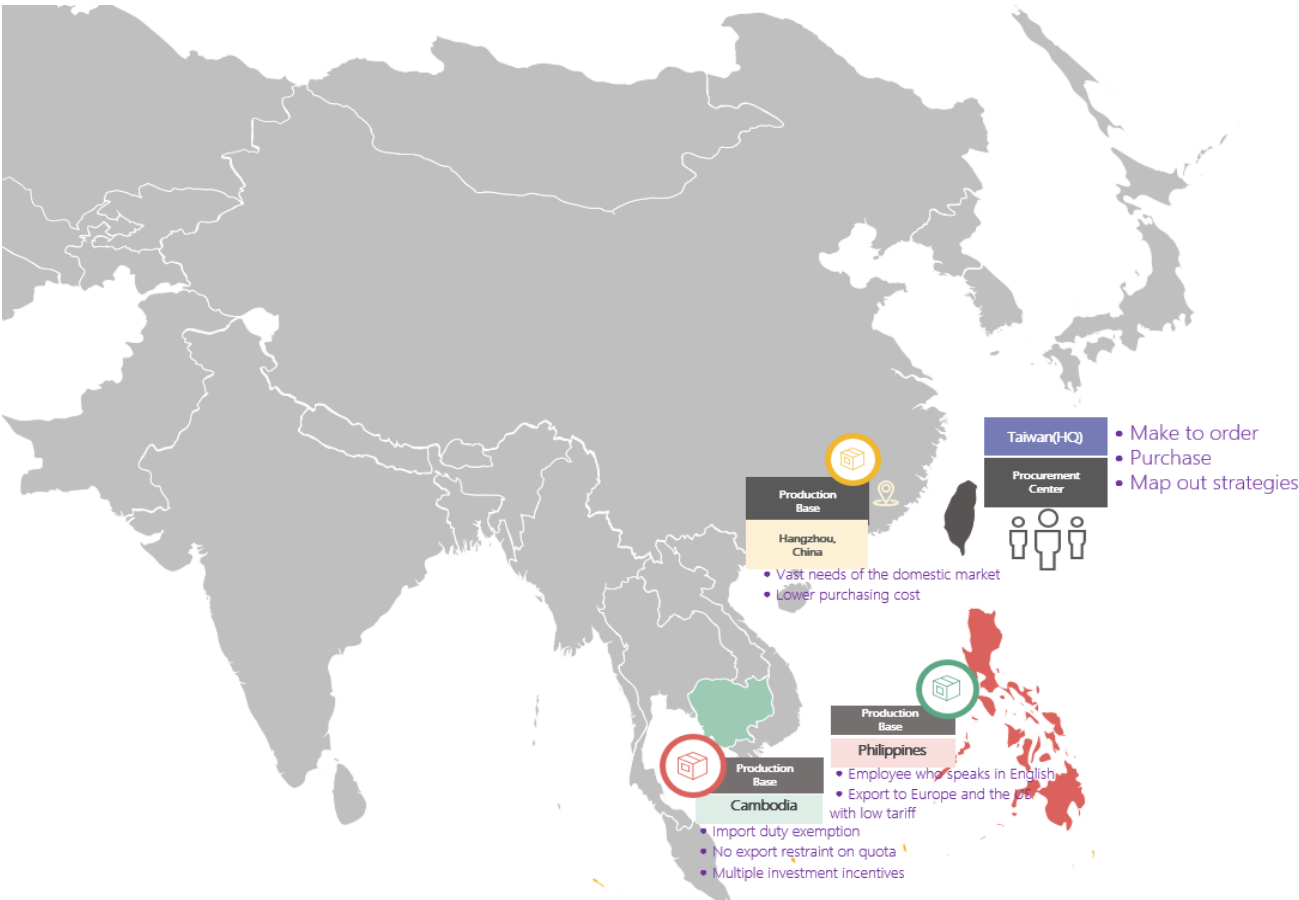 Taiwan(HQ)
Procurement
Center
• Make to order
• Purchase
• Map out strategies
Production
Base
Hangzhou,
China
• Vast needs of the domestic market
• Lower purchasing cost
Production
Base
Philippines
• Employee who speaks in English
• Export to Europe and the US
with low tariff
Production
Base
Cambodia
• Import duty exemption
• No export restraint on quota
• Multiple investment incentives